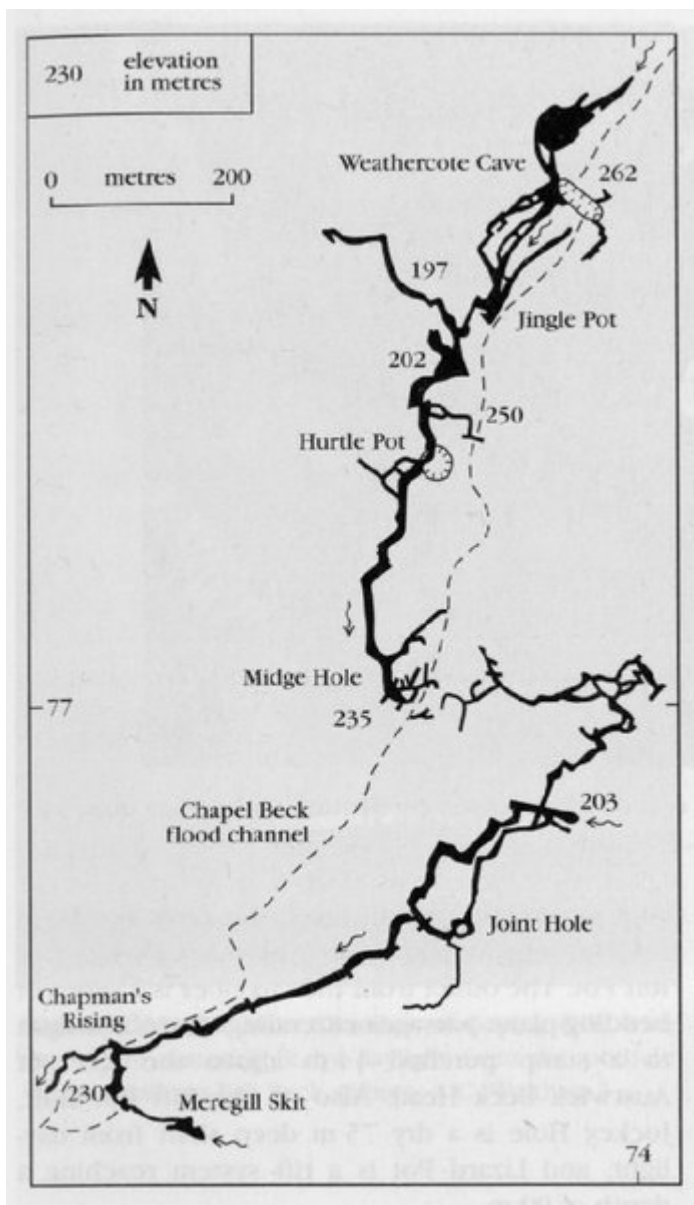 230 elevation
in metres
0 metres 200
N
Weathercote Cave
262
197
Jingle Pot
202
250
Hurtle Pot
Midge Hole
77
235
203
Chapel Beck
flood channel
Joint Hole
Chapman's
Rising
230
Meregill Skit
74